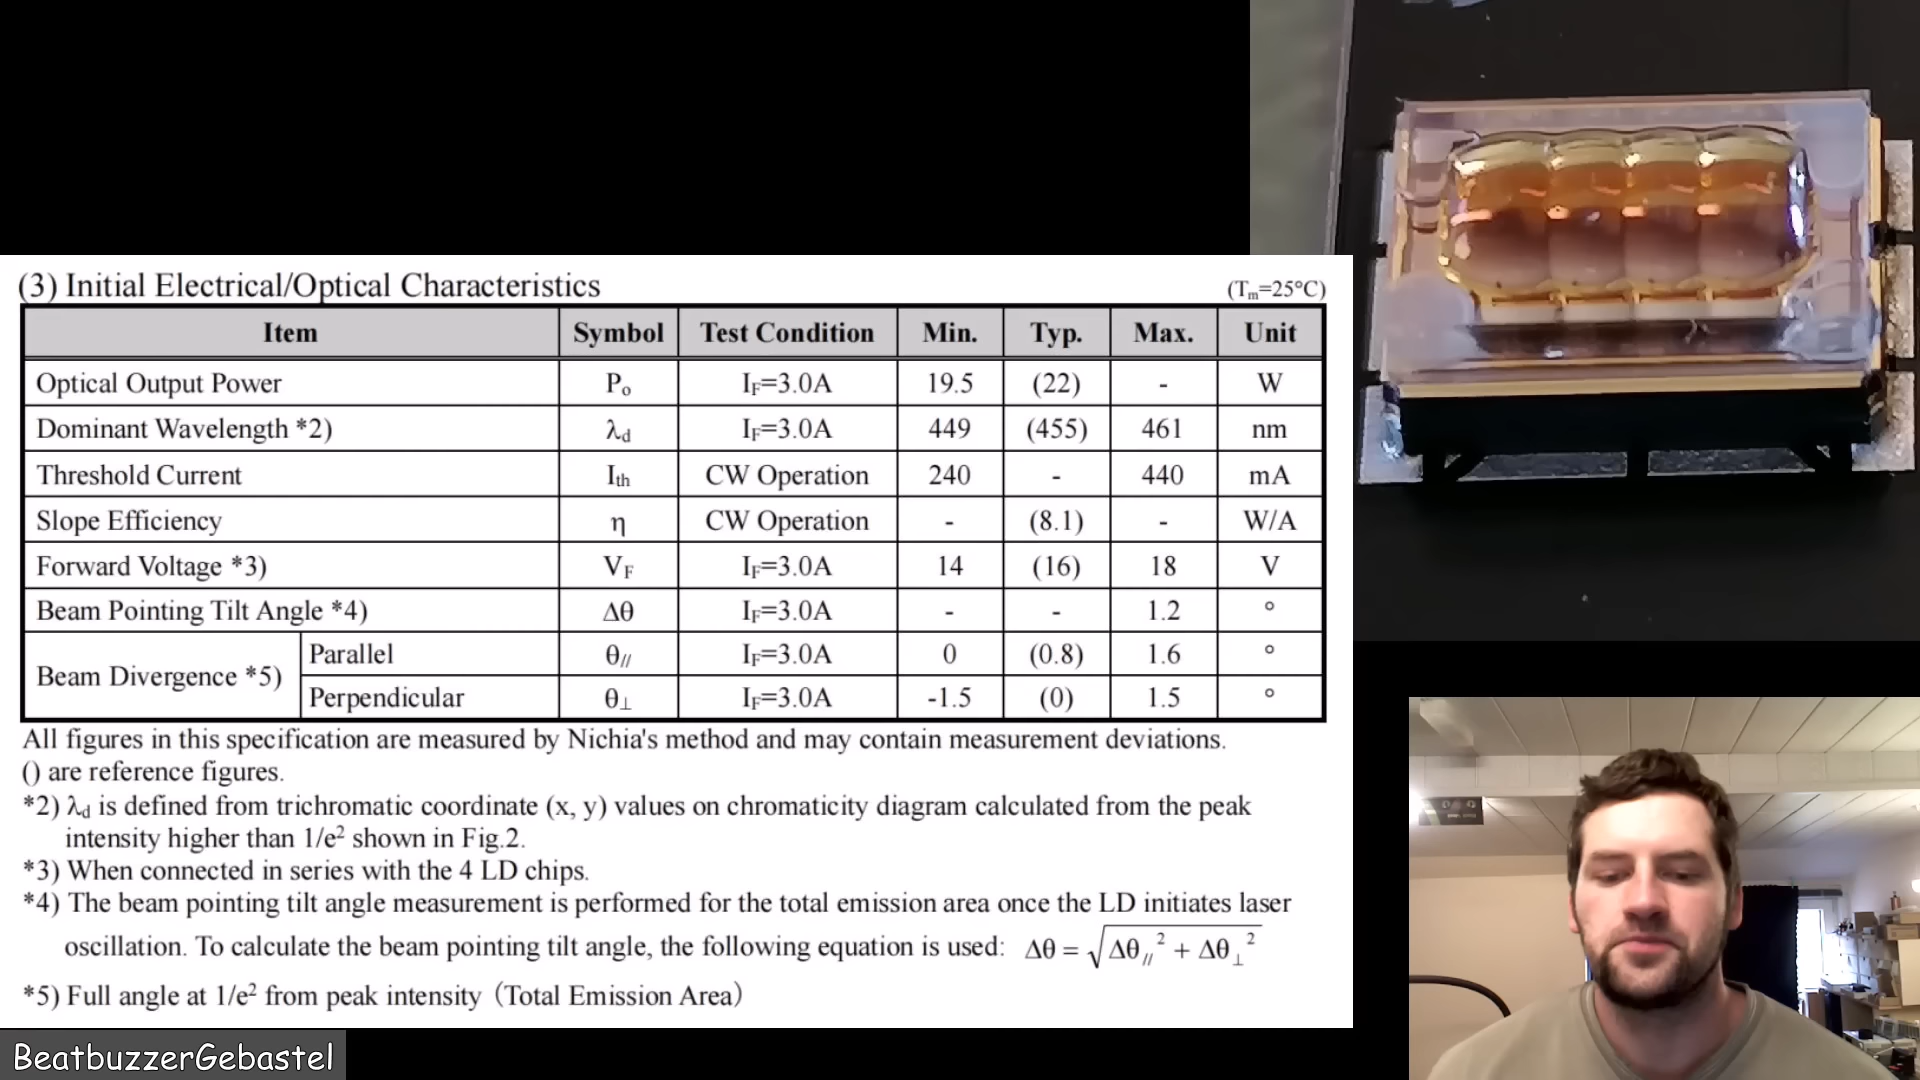 (3) Initial Electrical/Optical Characteristics (Tm=25°C)
Item Symbol Test Condition Min. Typ. Max. Unit
Optical Output Power Po IF=3.0A 19.5 (22) - W
Dominant Wavelength *2) λd IF=3.0A 449 (455) 461 nm
Threshold Current Ith CW Operation 240 - 440 mA
Slope Efficiency η CW Operation - (8.1) - W/A
Forward Voltage *3) VF IF=3.0A 14 (16) 18 V
Beam Pointing Tilt Angle *4) Δθ IF=3.0A - - 1.2 °
Beam Divergence *5) Parallel θ// IF=3.0A 0 (0.8) 1.6 °
Perpendicular θ⊥ IF=3.0A -1.5 (0) 1.5 °
All figures in this specification are measured by Nichia's method and may contain measurement deviations.
() are reference figures.
*2) λd is defined from trichromatic coordinate (x, y) values on chromaticity diagram calculated from the peak
intensity higher than 1/e² shown in Fig.2.
*3) When connected in series with the 4 LD chips.
*4) The beam pointing tilt angle measurement is performed for the total emission area once the LD initiates laser
oscillation. To calculate the beam pointing tilt angle, the following equation is used: Δθ = √Δθ//² + Δθ⊥²
*5) Full angle at 1/e² from peak intensity (Total Emission Area)
BeatbuzzerGebastel